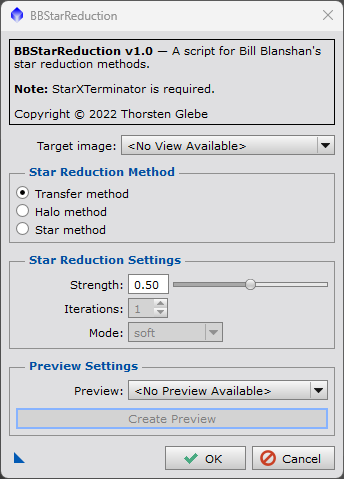 BBStarReduction
BBStarReduction v1.0 — A script for Bill Blanshan's
star reduction methods.
Note: StarXTerminator is required.
Copyright © 2022 Thorsten Glebe
Target image: <No View Available>
Star Reduction Method
Transfer method
Halo method
Star method
Star Reduction Settings
Strength: 0.50
Iterations: 1
Mode: soft
Preview Settings
Preview: <No Preview Available>
Create Preview
OK Cancel